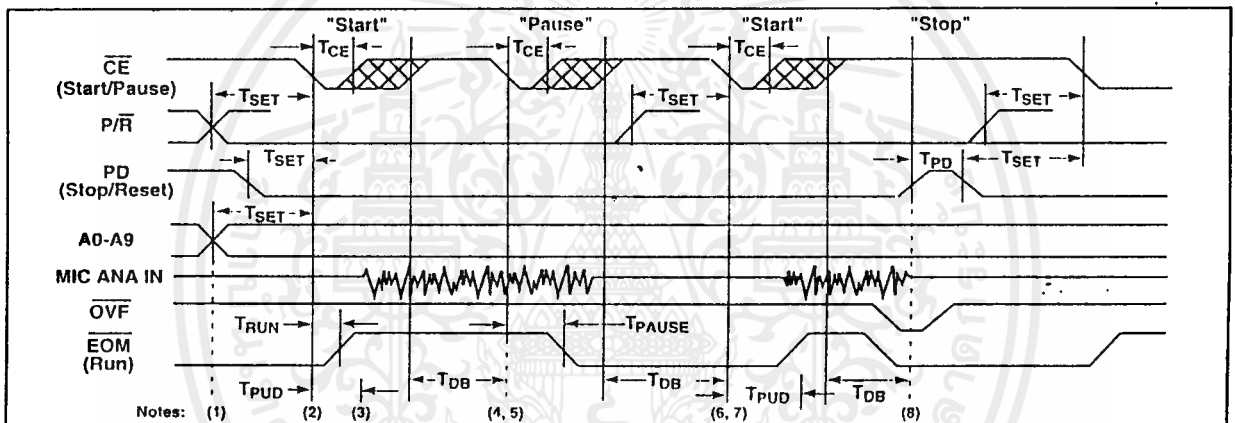 "Start" "Pause" "Start" "Stop"
TCE TCE TCE
CE
(Start/Pause)
TSET TSET TSET
P/R
TSET TPD TSET
PD
(Stop/Reset)
TSET
A0-A9
MIC ANA IN
OVF
TRUN TPAUSE
EOM
(Run)
TPUD TDB TDB TPUD TDB
Notes: (1) (2) (3) (4, 5) (6, 7) (8)